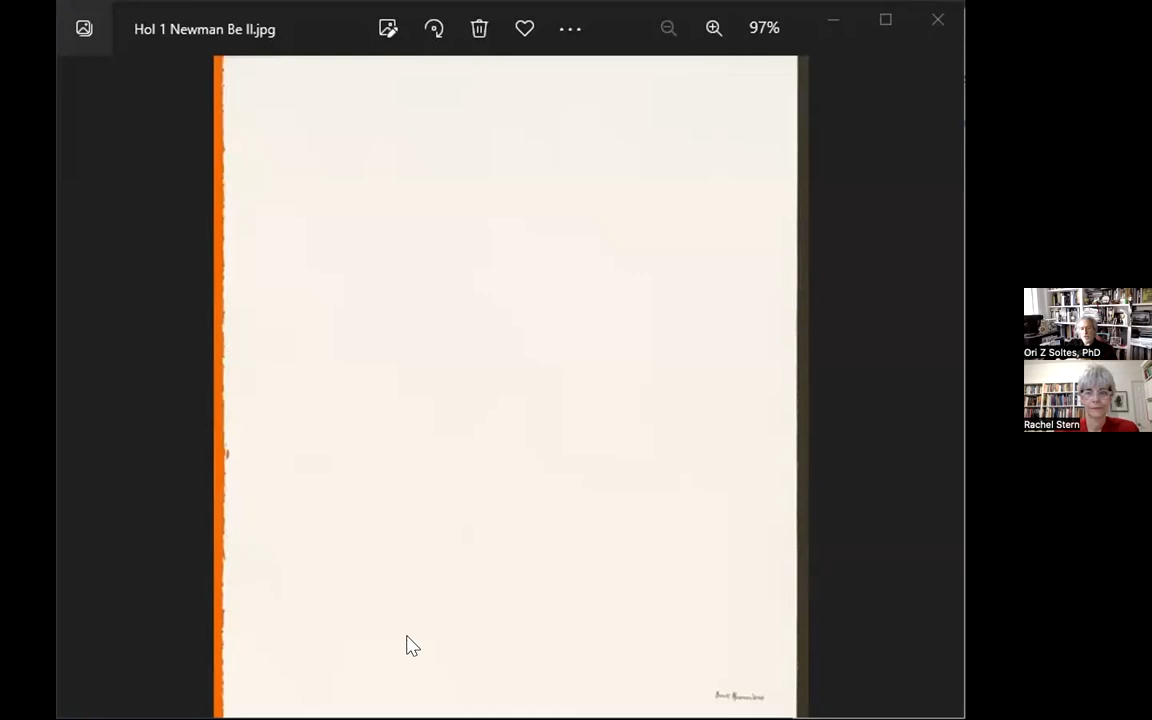 Hol 1 Newman Be II.jpg
97%
Ori Z Soltes, PhD
Rachel Stern